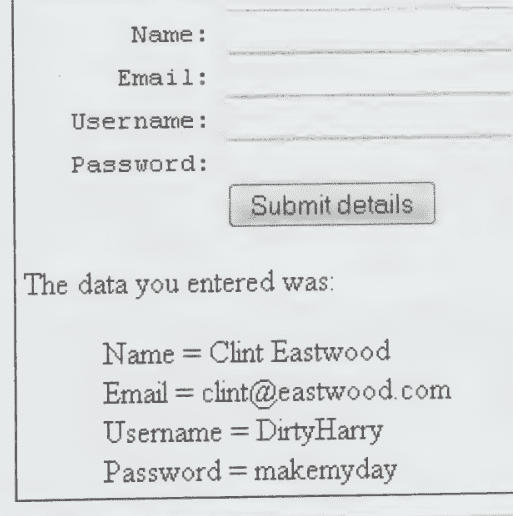 Name:
Email:
Username:
Password:
Submit details
The data you entered was:
Name = Clint Eastwood
Email = clint@eastwood.com
Username = DirtyHarry
Password = makemyday